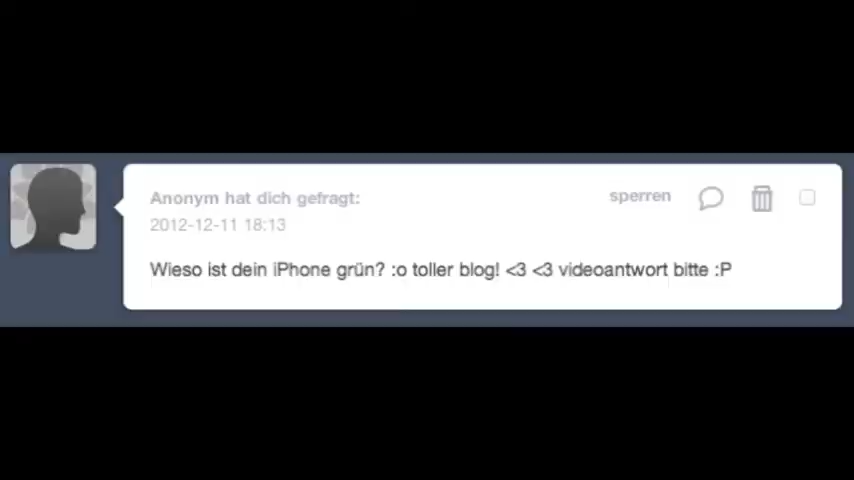 Anonym hat dich gefragt: sperren
2012-12-11 18:13
Wieso ist dein iPhone grün? :o toller blog! <3 <3 videoantwort bitte :P